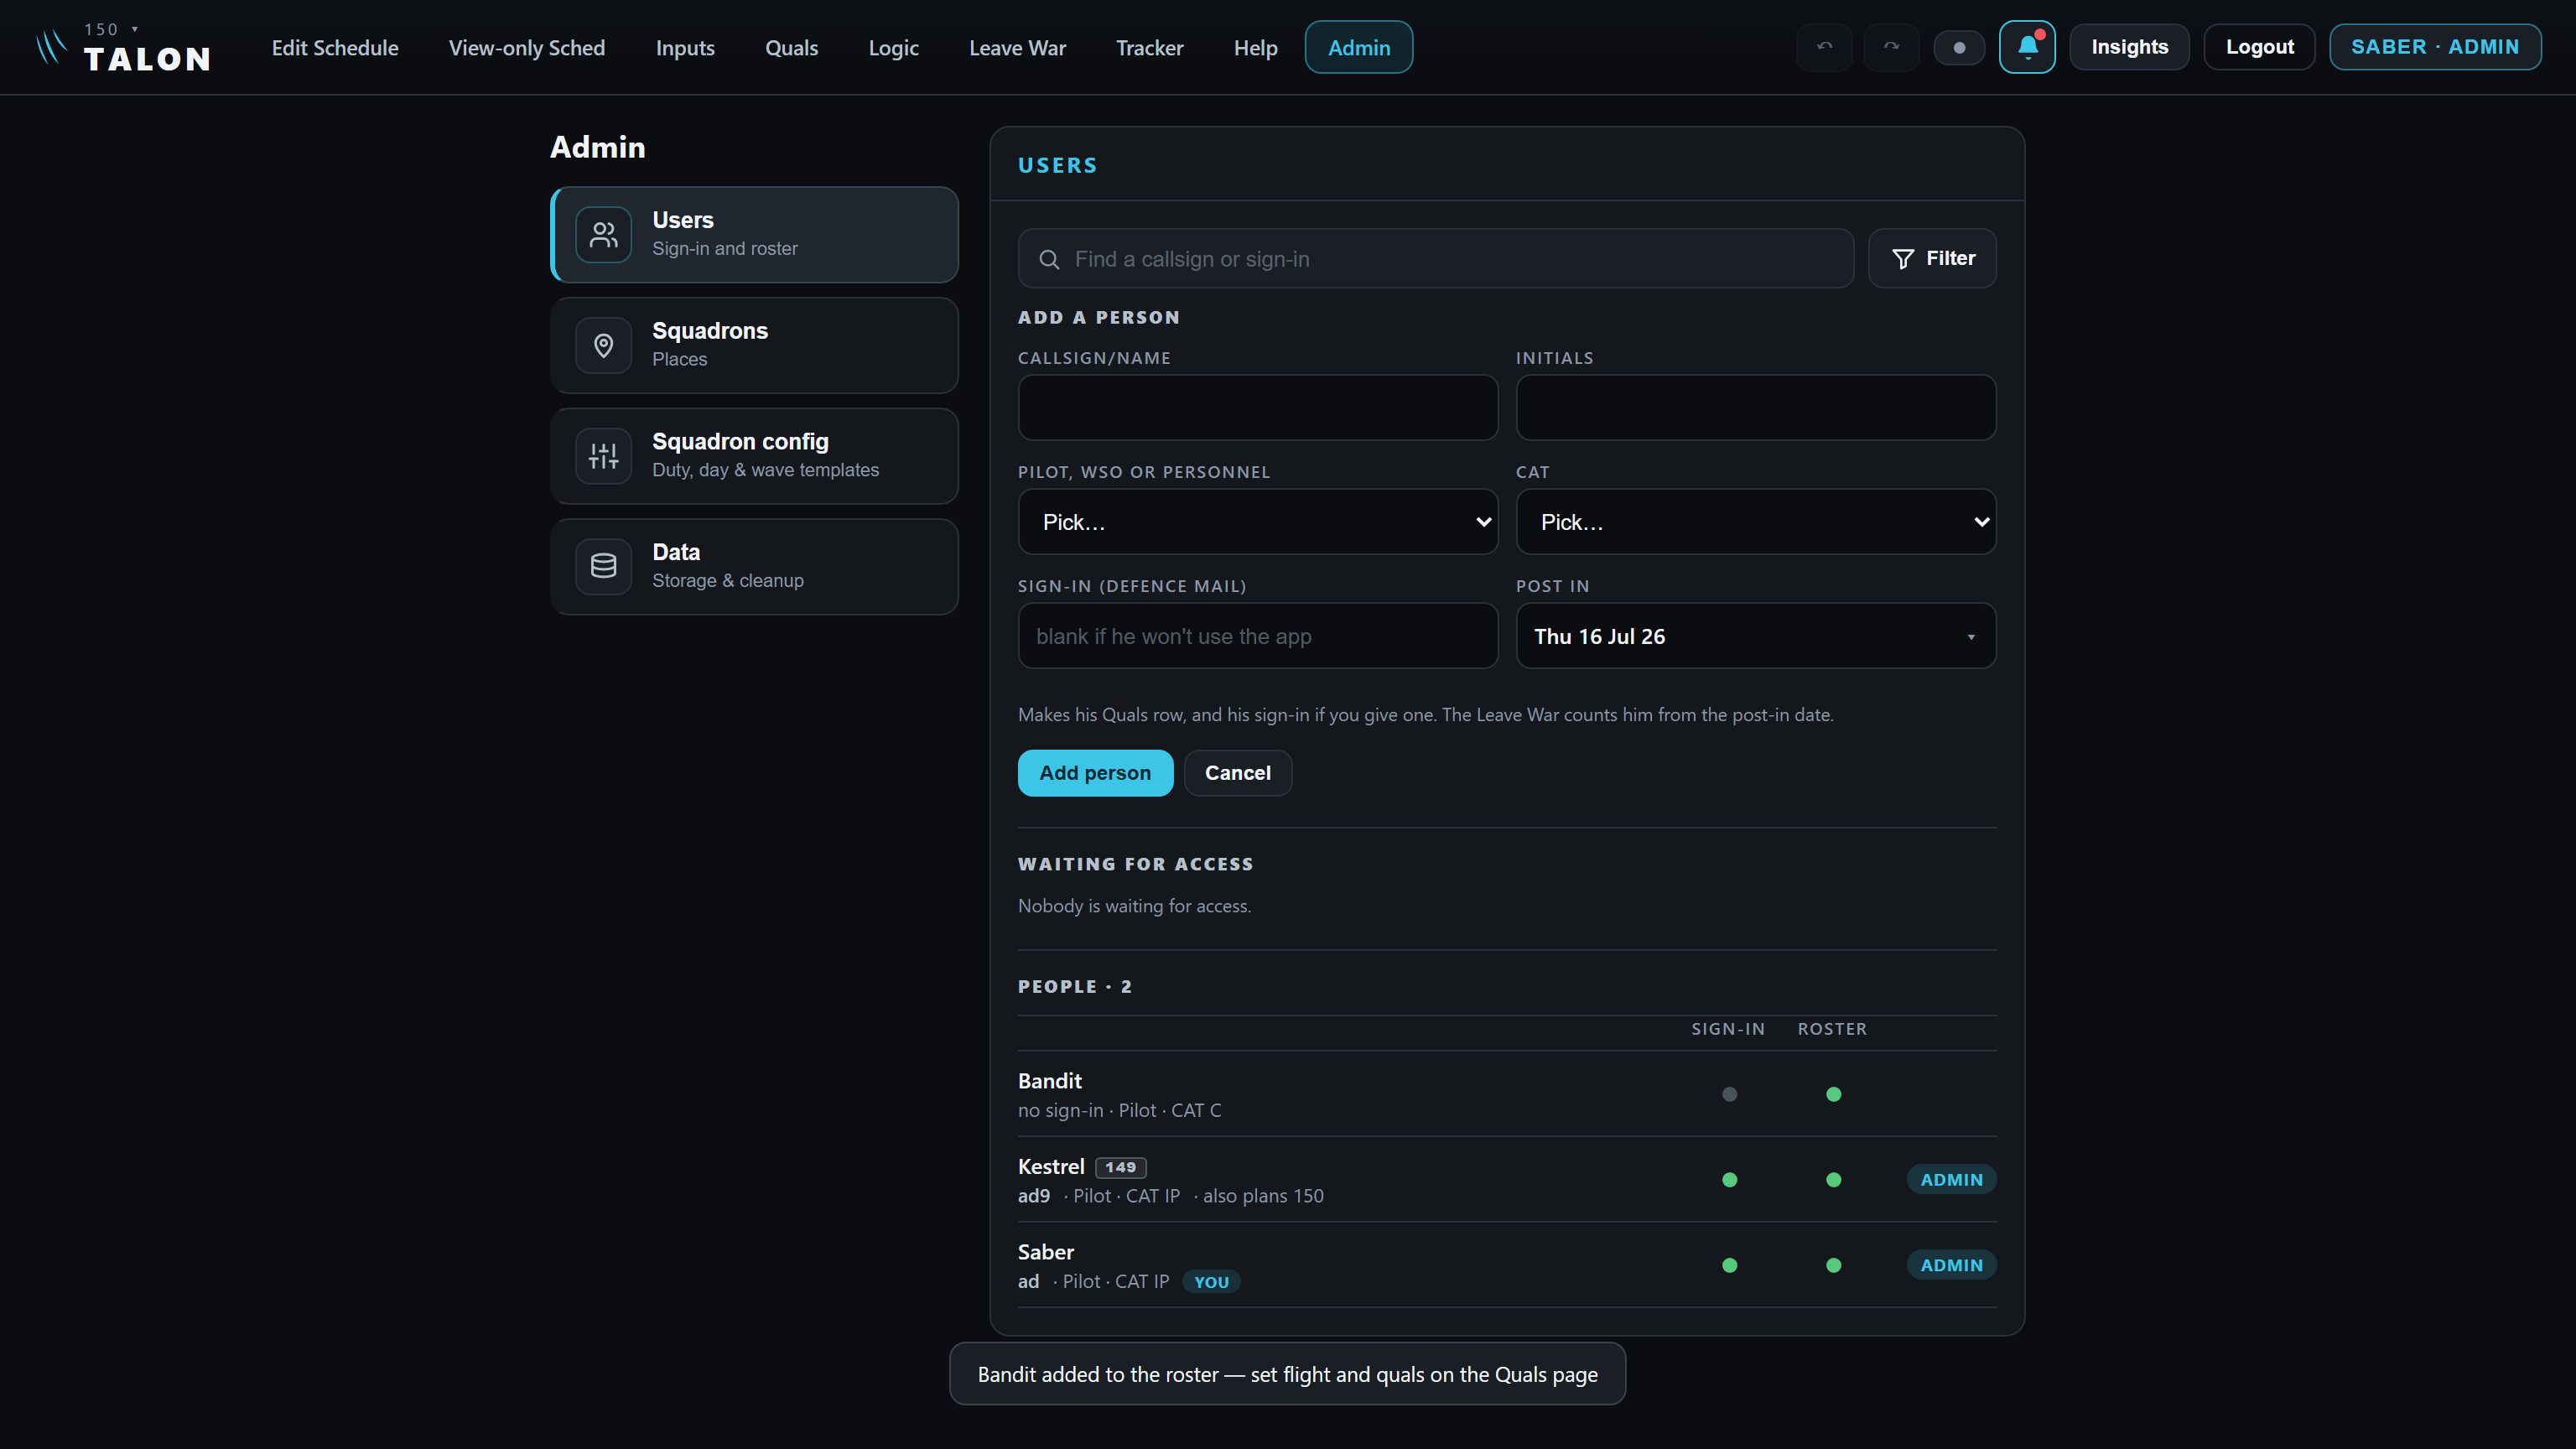 150 ▾
TALON
Edit Schedule
View-only Sched
Inputs
Quals
Logic
Leave War
Tracker
Help
Admin
Insights
Logout
SABER · ADMIN
Admin
Users
Sign-in and roster
Squadrons
Places
Squadron config
Duty, day & wave templates
Data
Storage & cleanup
USERS
Find a callsign or sign-in
Filter
ADD A PERSON
CALLSIGN/NAME
INITIALS
PILOT, WSO OR PERSONNEL
CAT
Pick…
Pick…
SIGN-IN (DEFENCE MAIL)
POST IN
blank if he won't use the app
Thu 16 Jul 26
Makes his Quals row, and his sign-in if you give one. The Leave War counts him from the post-in date.
Add person
Cancel
WAITING FOR ACCESS
Nobody is waiting for access.
PEOPLE · 2
SIGN-IN
ROSTER
Bandit
no sign-in · Pilot · CAT C
Kestrel 149
ad9 · Pilot · CAT IP · also plans 150
ADMIN
Saber
ad · Pilot · CAT IP YOU
ADMIN
Bandit added to the roster — set flight and quals on the Quals page